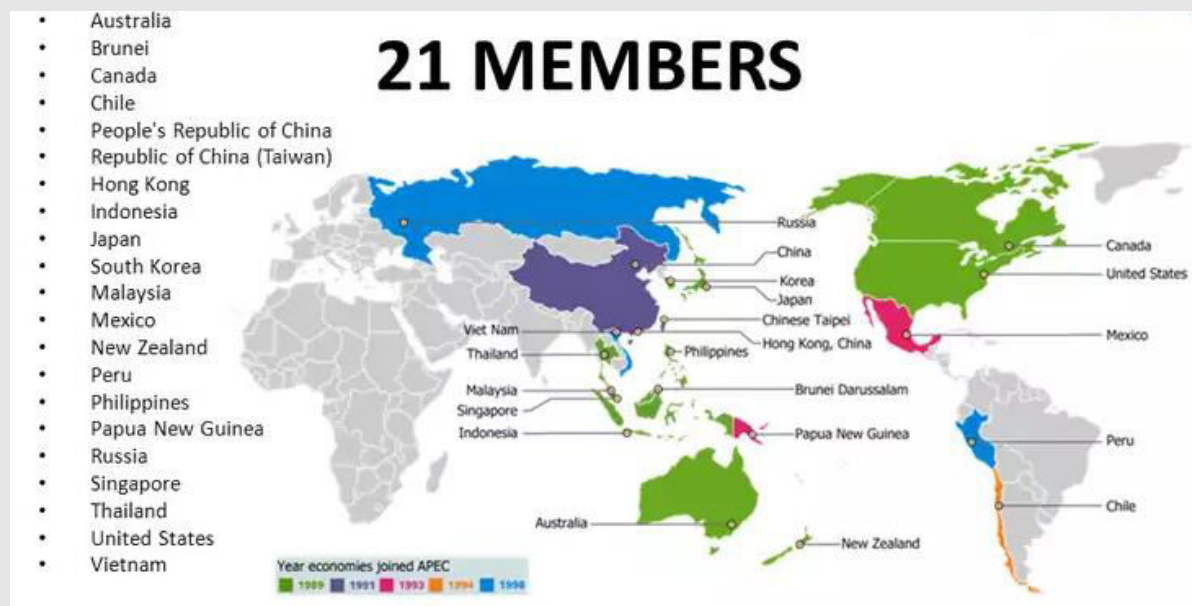 21 MEMBERS
• Australia
• Brunei
• Canada
• Chile
• People's Republic of China
• Republic of China (Taiwan)
• Hong Kong
• Indonesia
• Japan
• South Korea
• Malaysia
• Mexico
• New Zealand
• Peru
• Philippines
• Papua New Guinea
• Russia
• Singapore
• Thailand
• United States
• Vietnam
Russia
China
Korea
Japan
Chinese Taipei
Hong Kong, China
Viet Nam
Thailand
Philippines
Malaysia
Singapore
Indonesia
Brunei Darussalam
Papua New Guinea
Australia
New Zealand
Canada
United States
Mexico
Peru
Chile
Year economies joined APEC
1989 1991 1993 1994 1998